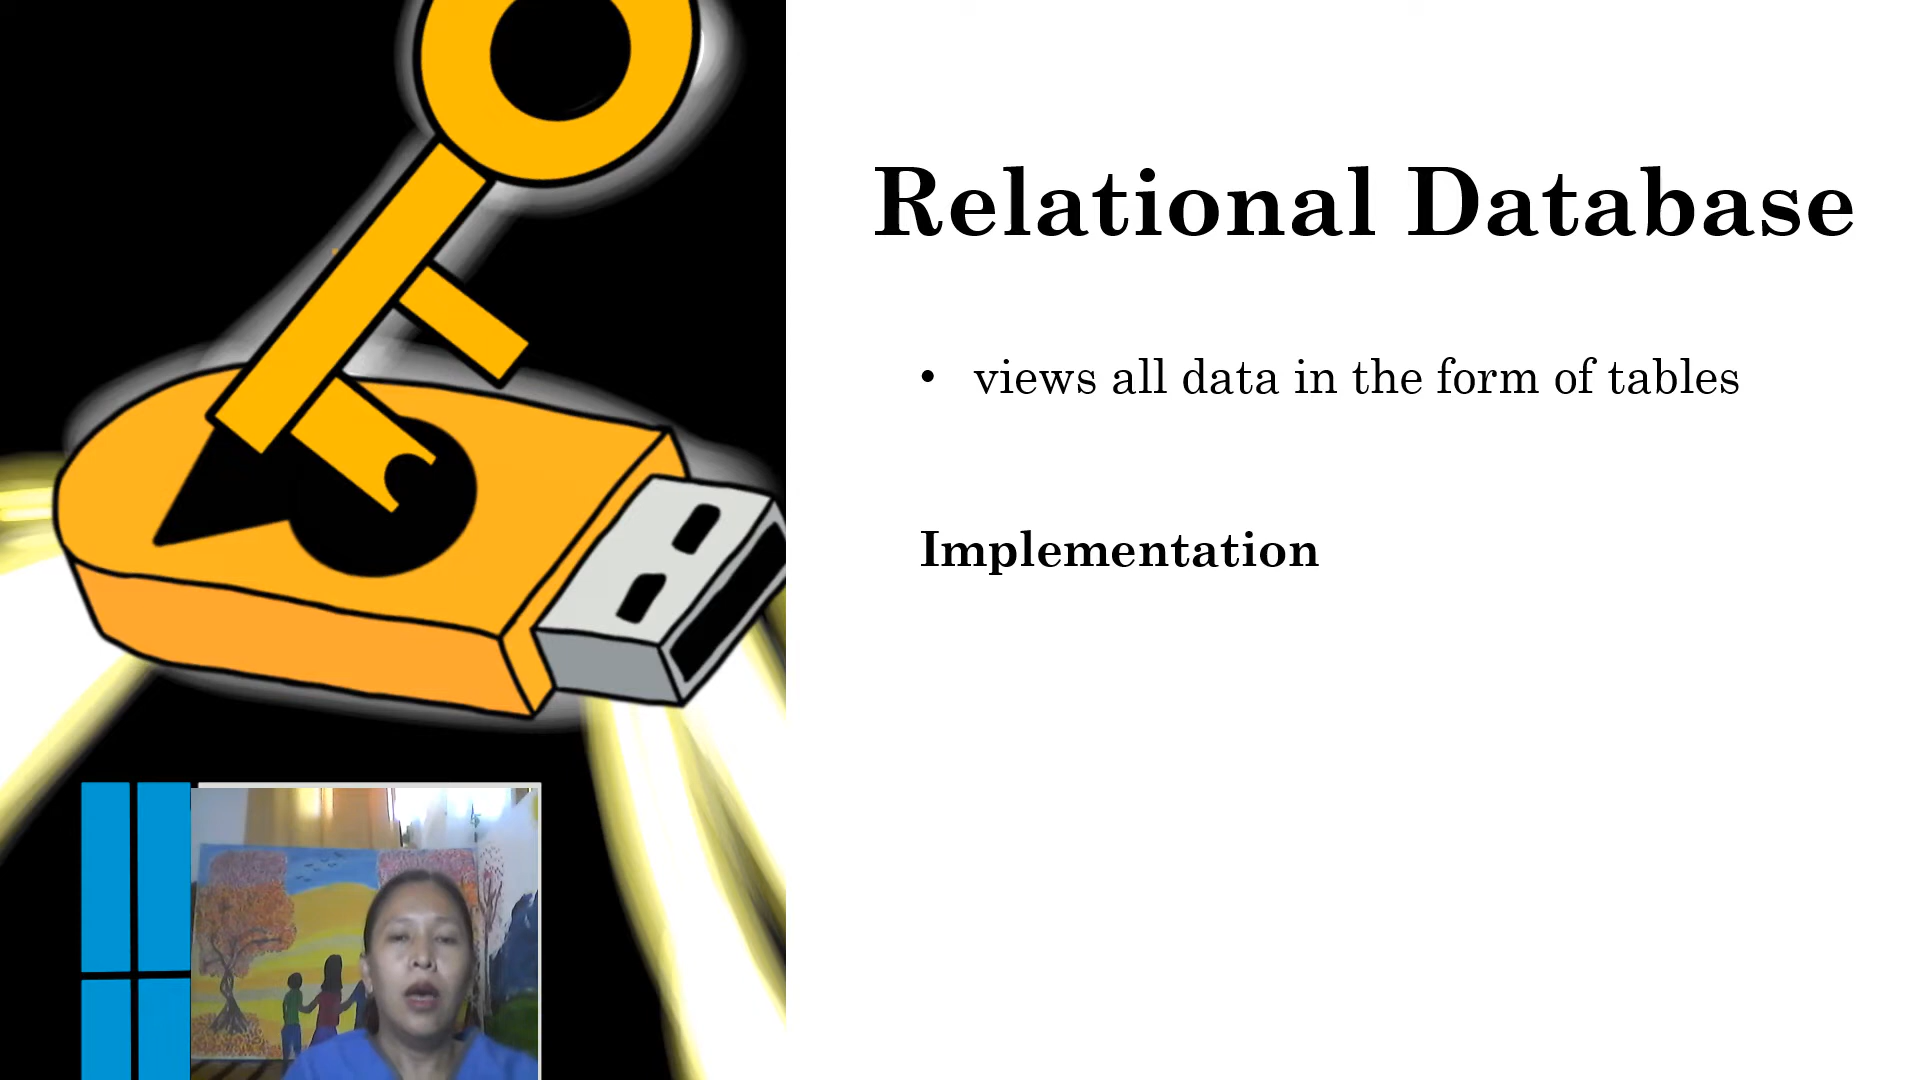 Relational Database
• views all data in the form of tables
Implementation